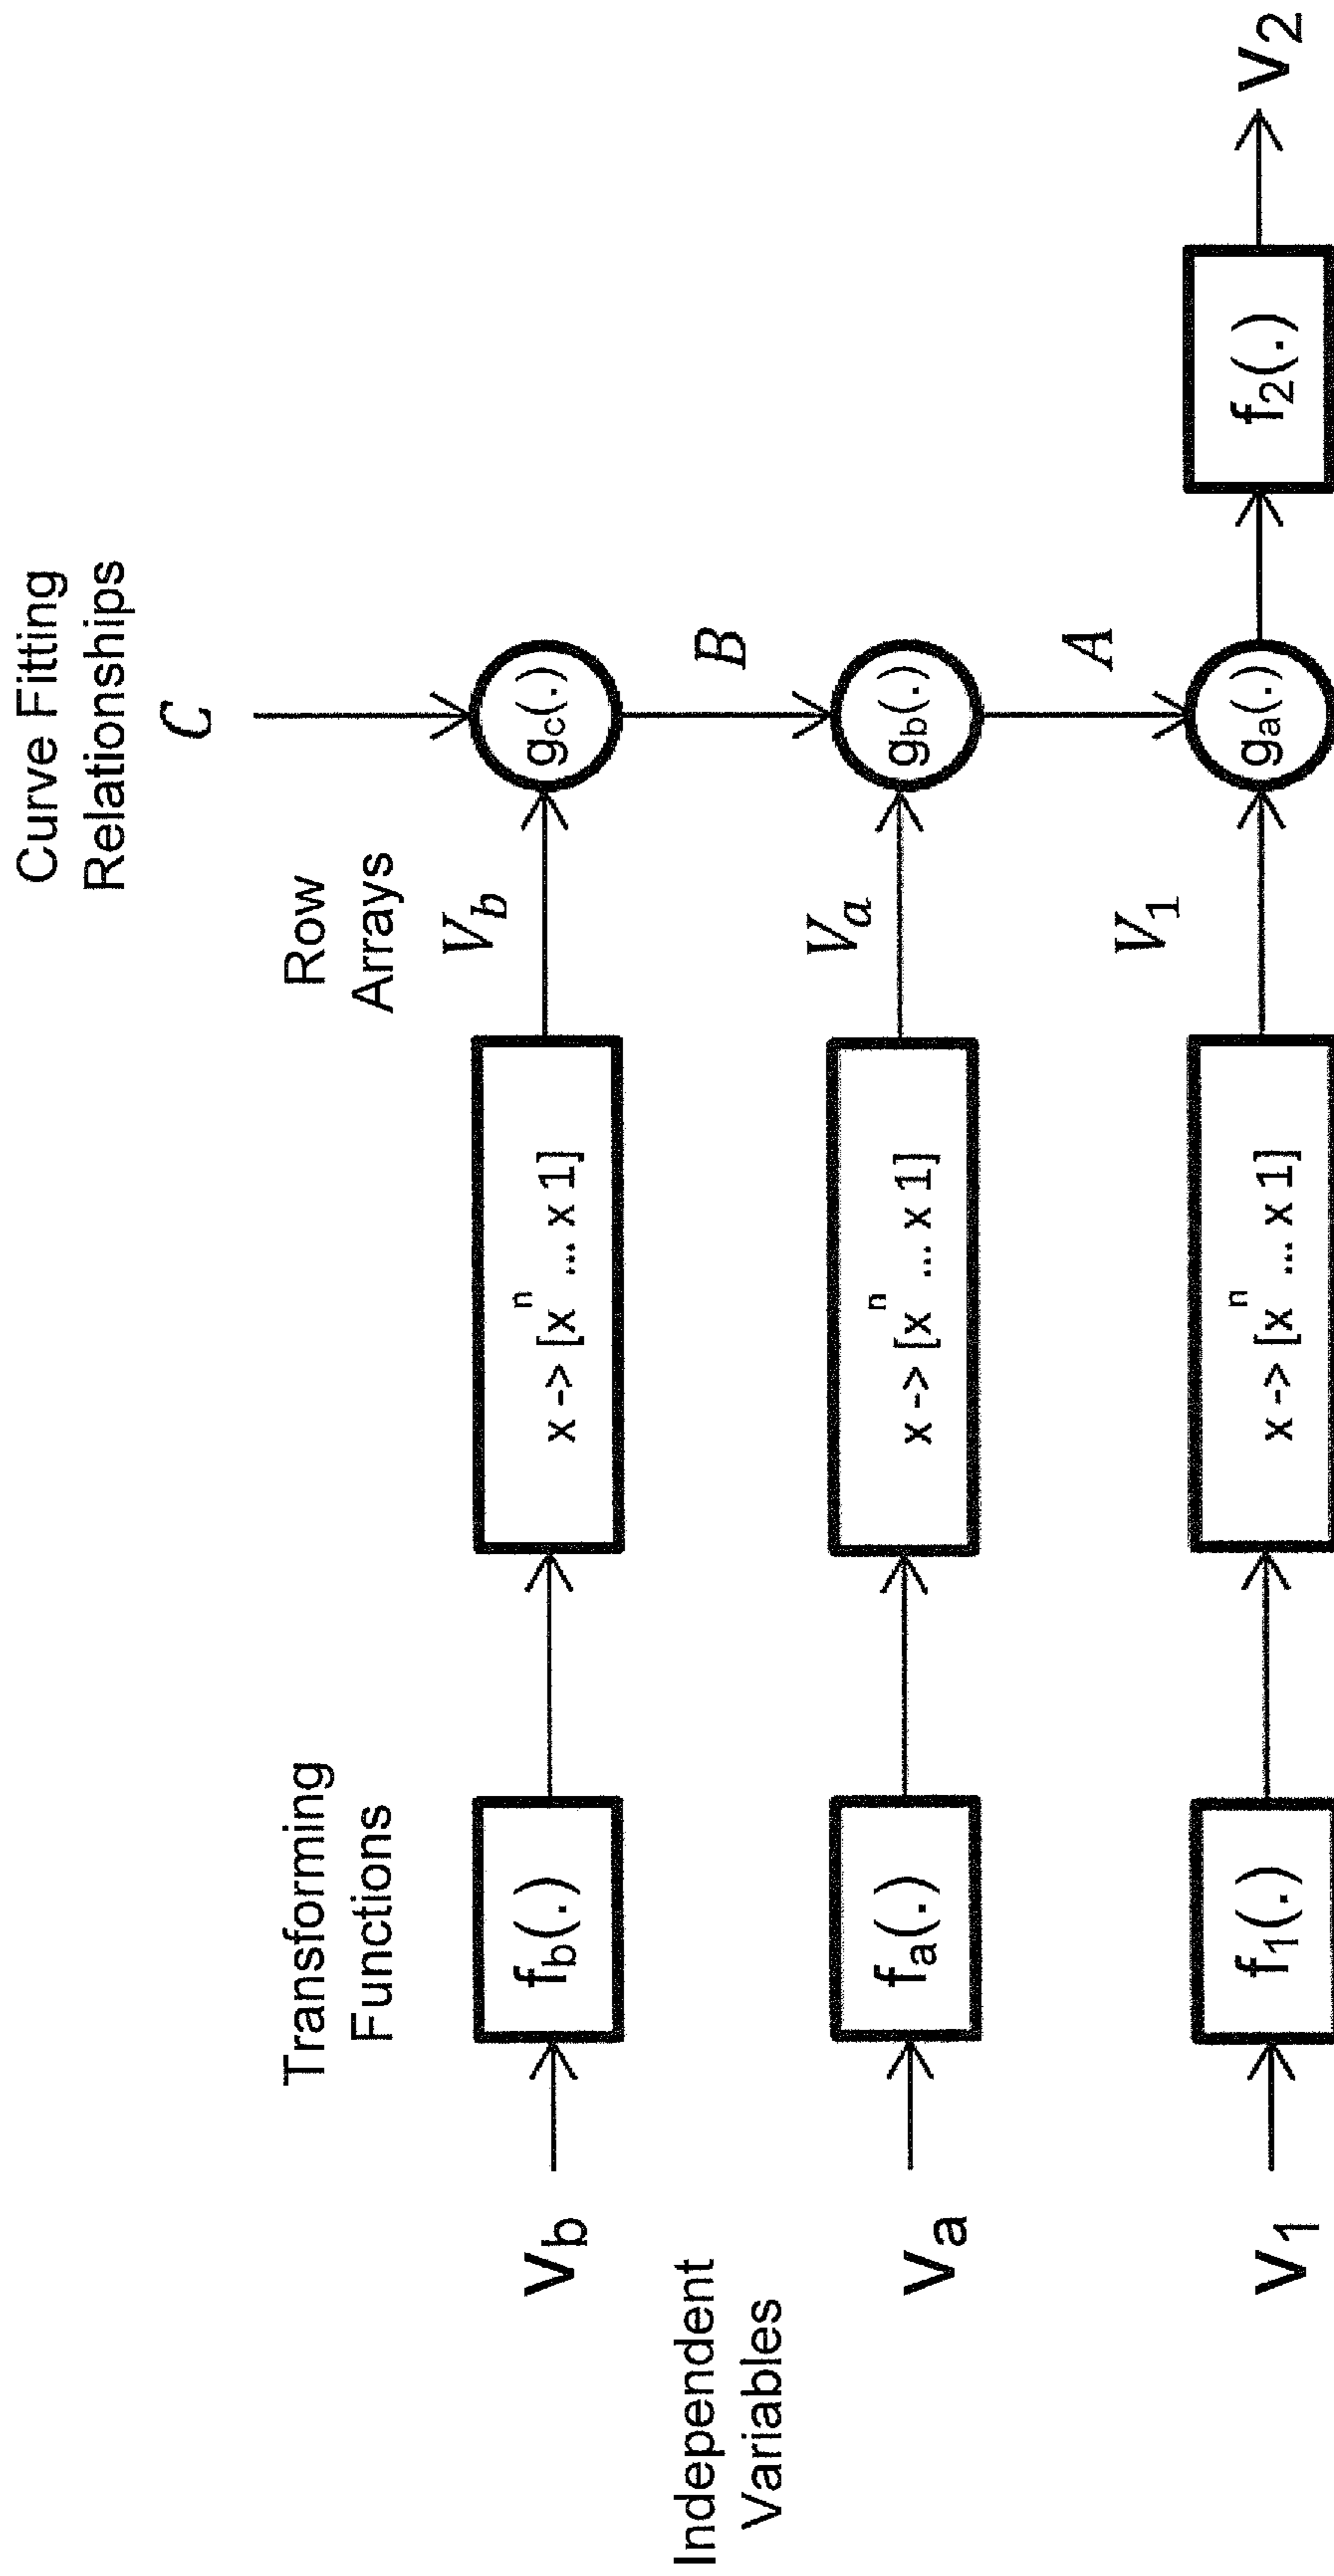 Curve Fitting
Relationships
C
Transforming
Functions
Row
Arrays
v_b
f_b(.)
x -> [x^n ... x 1]
V_b
g_c(.)
B
Independent
Variables
v_a
f_a(.)
x -> [x^n ... x 1]
V_a
g_b(.)
A
v_1
f_1(.)
x -> [x^n ... x 1]
V_1
g_a(.)
f_2(.)
v_2